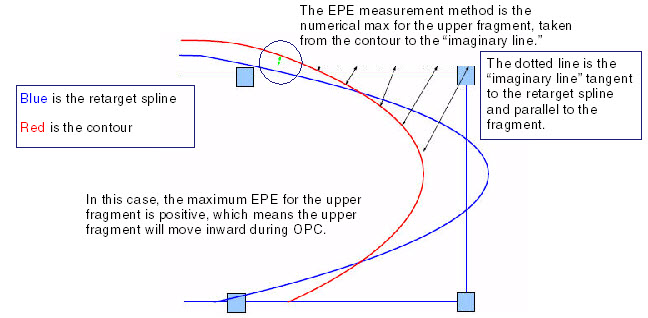 The EPE measurement method is the
numerical max for the upper fragment, taken
from the contour to the “imaginary line.”
The dotted line is the
“imaginary line” tangent
to the retarget spline
and parallel to the
fragment.
Blue is the retarget spline
Red is the contour
In this case, the maximum EPE for the upper
fragment is positive, which means the upper
fragment will move inward during OPC.